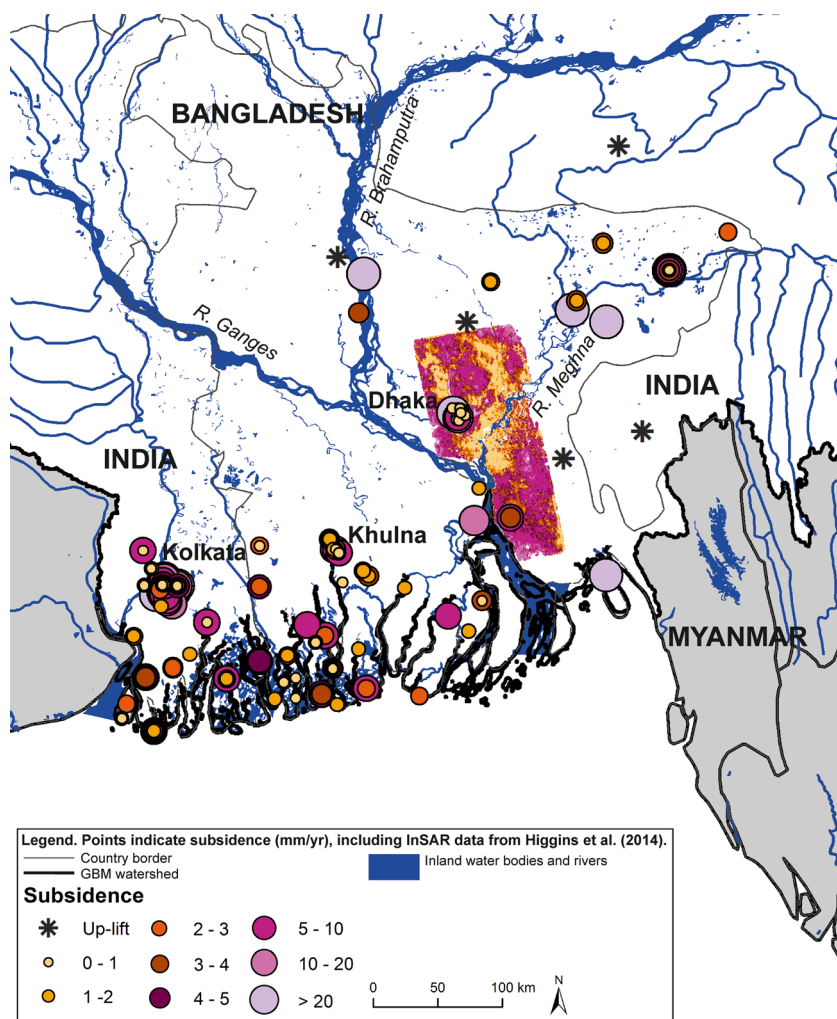 BANGLADESH
R. Brahamputra
R. Ganges
R. Meghna
Dhaka
INDIA
INDIA
Khulna
Kolkata
MYANMAR
Legend. Points indicate subsidence (mm/yr), including InSAR data from Higgins et al. (2014).
Country border
GBM watershed
Inland water bodies and rivers
Subsidence
Up-lift
0 - 1
1 -2
2 - 3
3 - 4
4 - 5
5 - 10
10 - 20
> 20
0 50 100 km
N